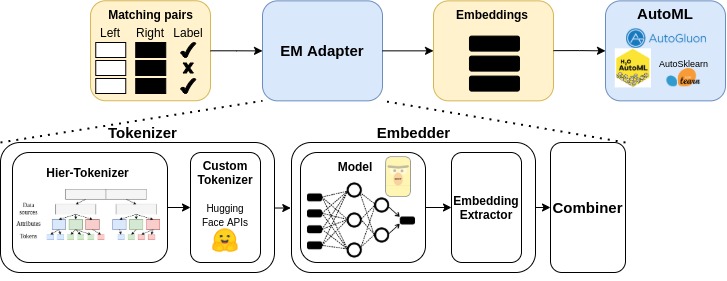 Matching pairs
Left Right Label
EM Adapter
Embeddings
AutoML
AutoGluon
H₂O
AutoML
AutoSklearn
learn
Tokenizer
Embedder
Hier-Tokenizer
Data
sources
Attributes
Tokens
Custom
Tokenizer
Hugging
Face APIs
Model
Embedding
Extractor
Combiner